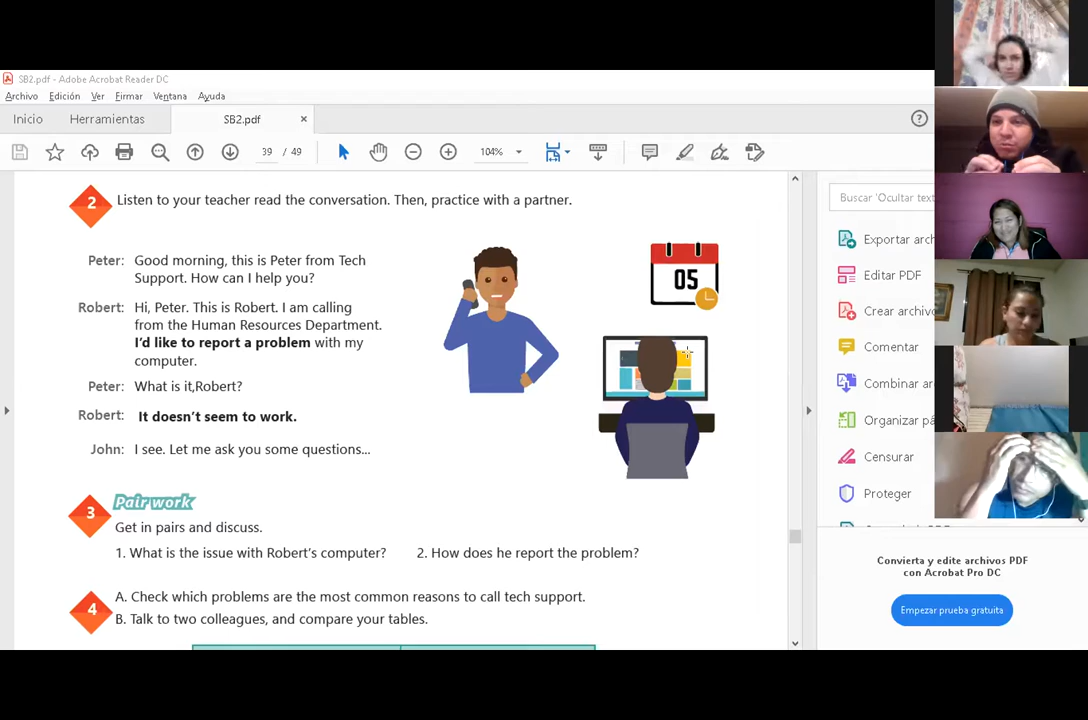 SB2.pdf - Adobe Acrobat Reader DC
Archivo Edición Ver Firmar Ventana Ayuda
Inicio Herramientas SB2.pdf ×
39 / 49 104%
2 Listen to your teacher read the conversation. Then, practice with a partner.
Peter: Good morning, this is Peter from Tech
Support. How can I help you?
Robert: Hi, Peter. This is Robert. I am calling
from the Human Resources Department.
I'd like to report a problem with my
computer.
Peter: What is it,Robert?
Robert: It doesn't seem to work.
John: I see. Let me ask you some questions...
05
3 Pair work
Get in pairs and discuss.
1. What is the issue with Robert's computer? 2. How does he report the problem?
4 A. Check which problems are the most common reasons to call tech support.
B. Talk to two colleagues, and compare your tables.
Buscar 'Ocultar text
Exportar arch
Editar PDF
Crear archivo
Comentar
Combinar ar
Organizar pá
Censurar
Proteger
Convierta y edite archivos PDF
con Acrobat Pro DC
Empezar prueba gratuita